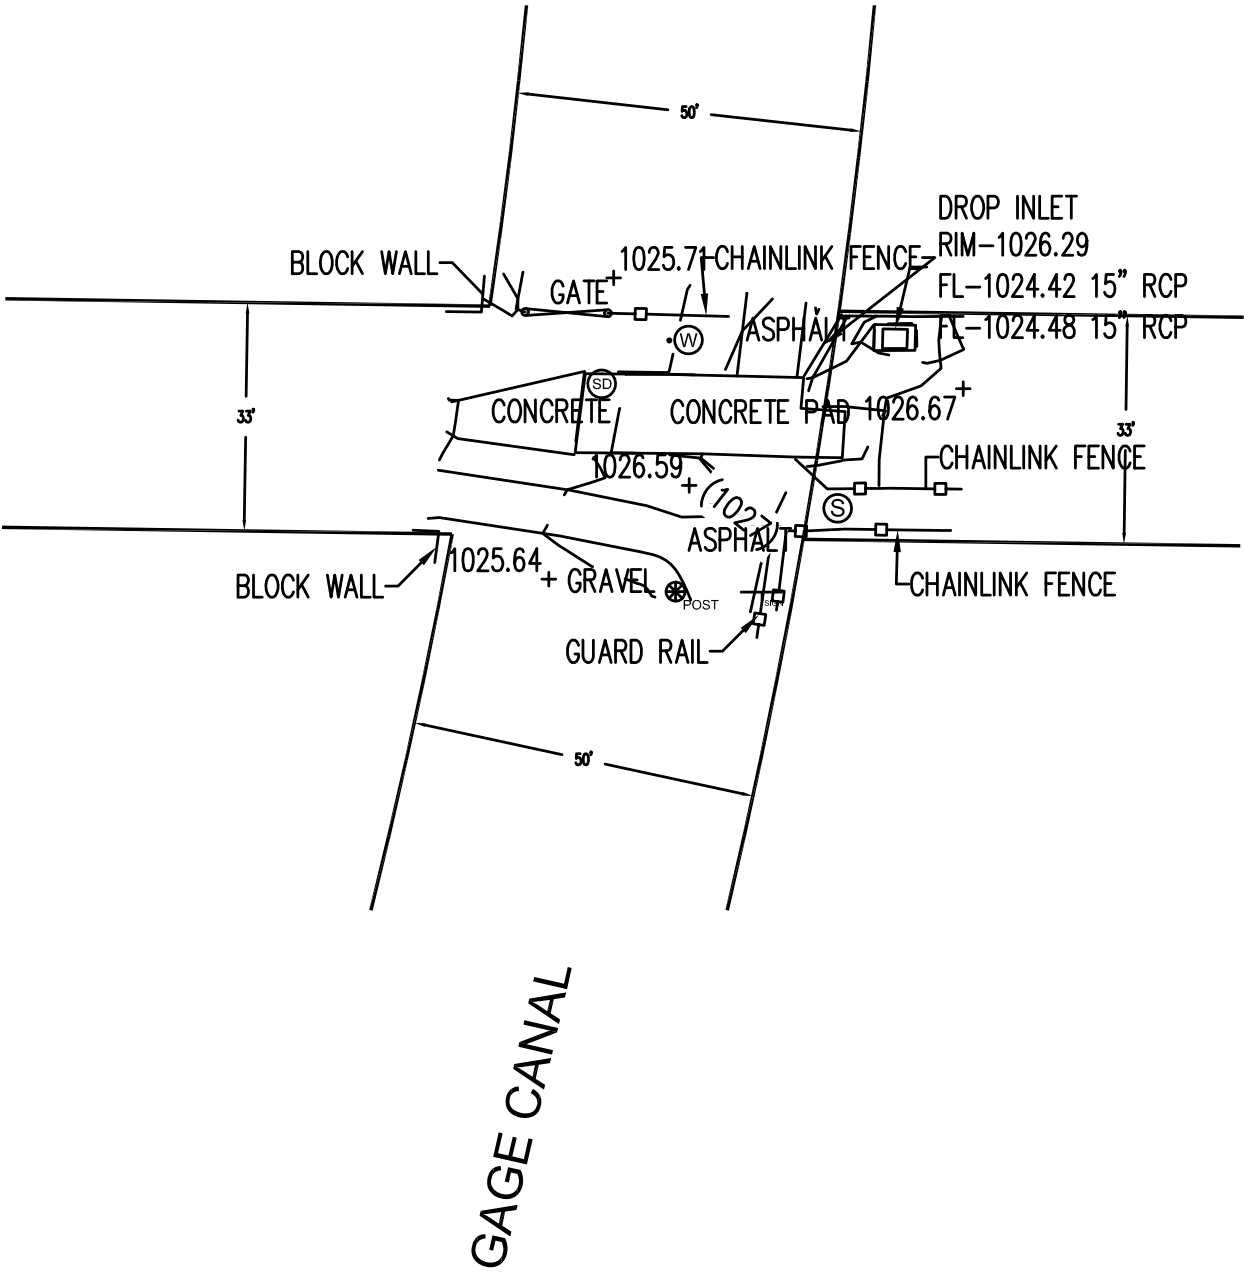 50'
DROP INLET
RIM-1026.29
BLOCK WALL
1025.71
CHAINLINK FENCE
FL-1024.42 15" RCP
GATE
ASPHALT
FL-1024.48 15" RCP
W
SD
33'
CONCRETE
CONCRETE PAD
1026.67
33'
CHAINLINK FENCE
1026.59
(102
S
ASPHALT
1025.64
GRAVEL
BLOCK WALL
CHAINLINK FENCE
POST
SIGN
GUARD RAIL
50'
GAGE CANAL